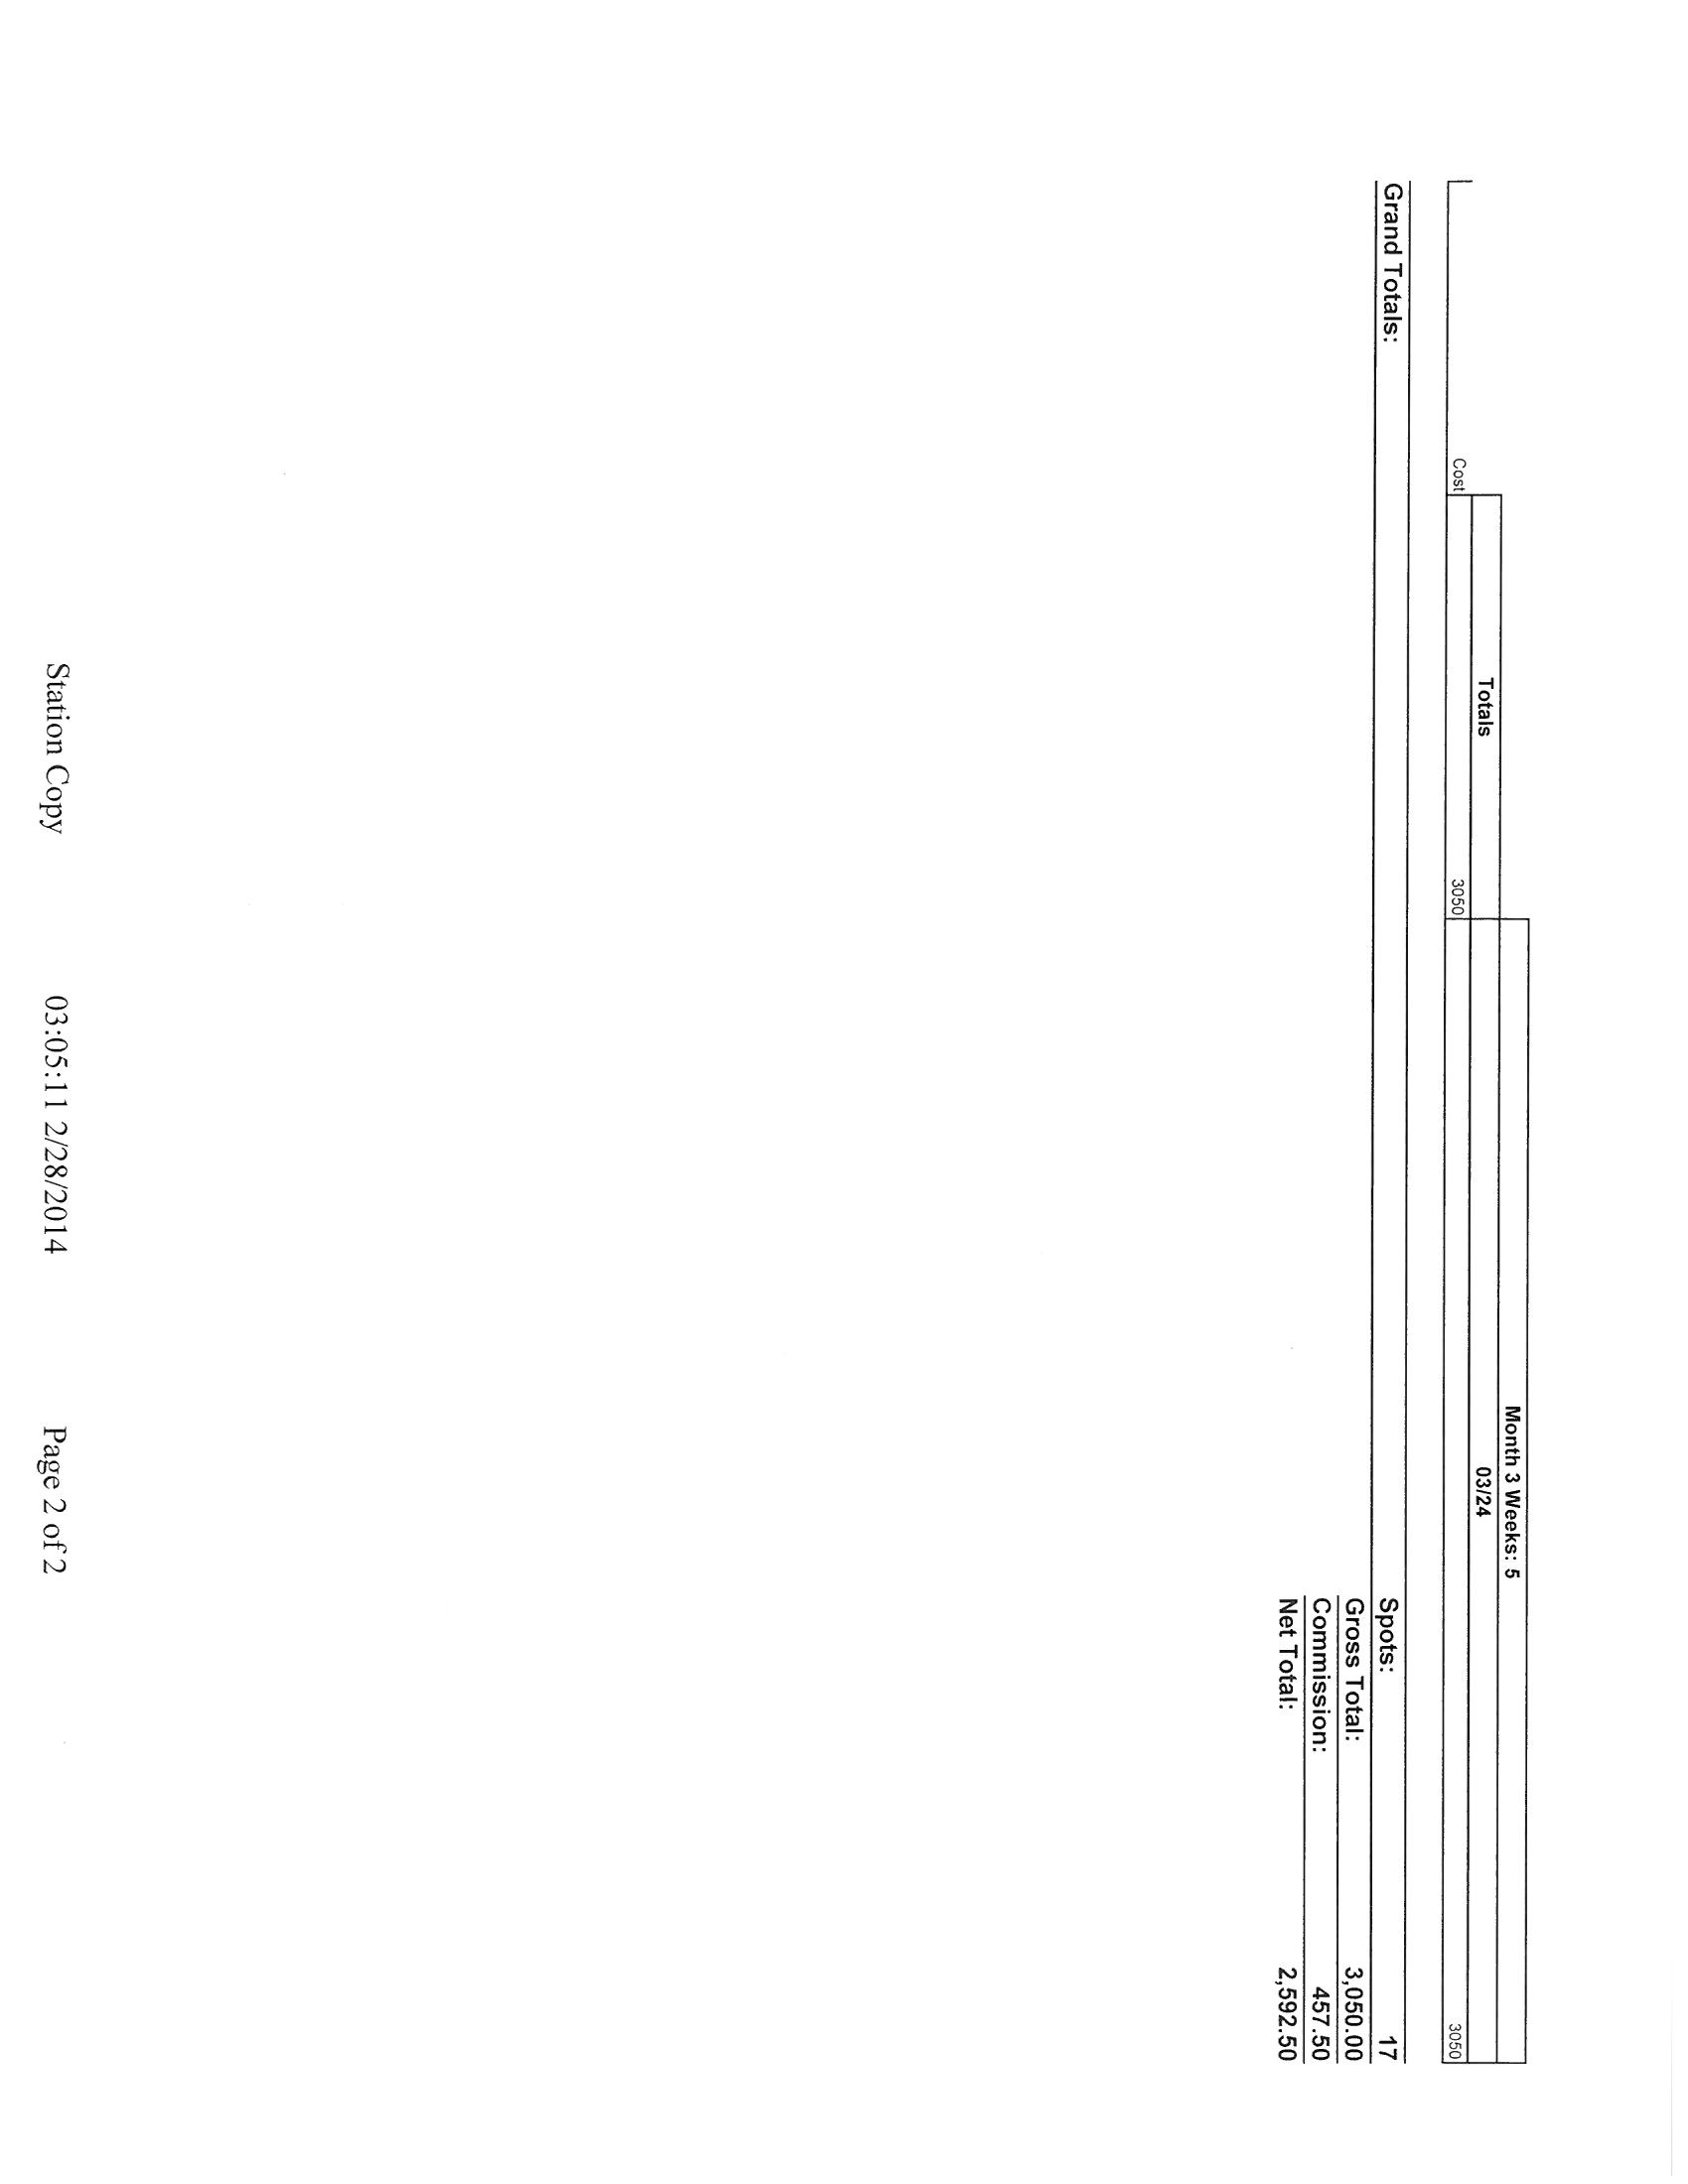 Month 3 Weeks: 5
Totals 03/24
Cost 3050 3050
Grand Totals: Spots: 17
Gross Total: 3,050.00
Commission: 457.50
Net Total: 2,592.50
Station Copy 03:05:11 2/28/2014 Page 2 of 2